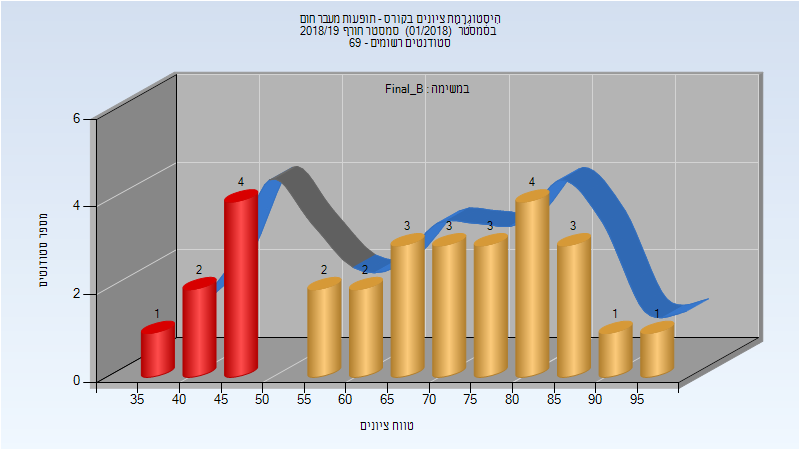 היסטוגרמת ציונים בקורס - תופעות מעבר חום
בסמסטר (01/2018) סמסטר חורף 2018/19
סטודנטים רשומים - 69
במשימה : Final_B
מספר סטודנטים
6
4
2
0
1
2
4
2
2
3
3
3
4
3
1
1
35 40 45 50 55 60 65 70 75 80 85 90 95
טווח ציונים